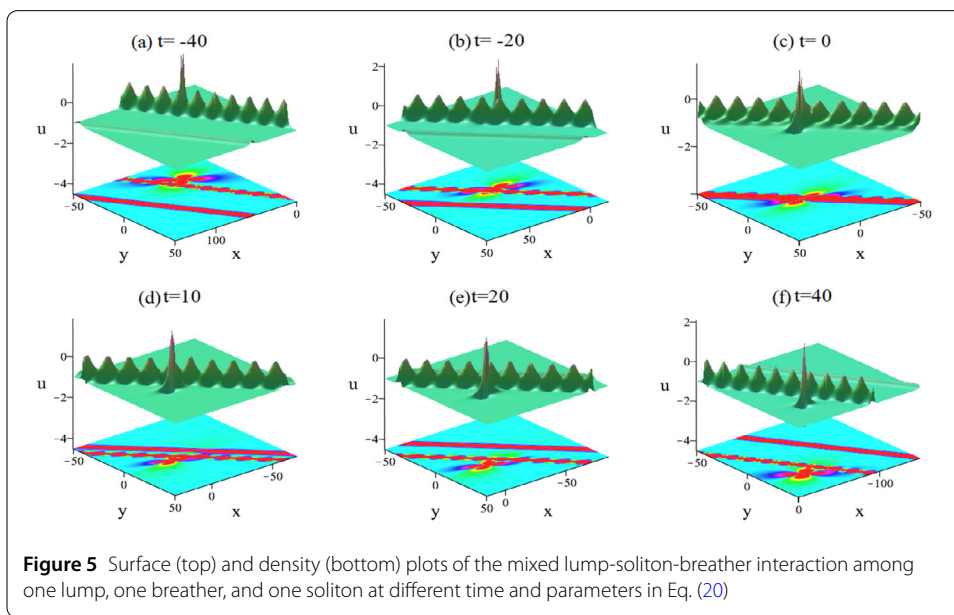 (a) t= -40 (b) t= -20 (c) t= 0
0 2 0
u u u
-2 0 -2
-4 -2 -4
-4
-50 0 50 100 0
y x
-50 0 50 50 0
y x
-50 0 50 0 -50
y x
(d) t=10 (e) t=20 (f) t=40
0 0 2
u u u
-2 -2 0
-4 -4 -2
-4
-50 0 50 0 -50
y x
-50 0 50 0 -50
y x
-50 0 -100
y x
Figure 5 Surface (top) and density (bottom) plots of the mixed lump-soliton-breather interaction among
one lump, one breather, and one soliton at different time and parameters in Eq. (20)